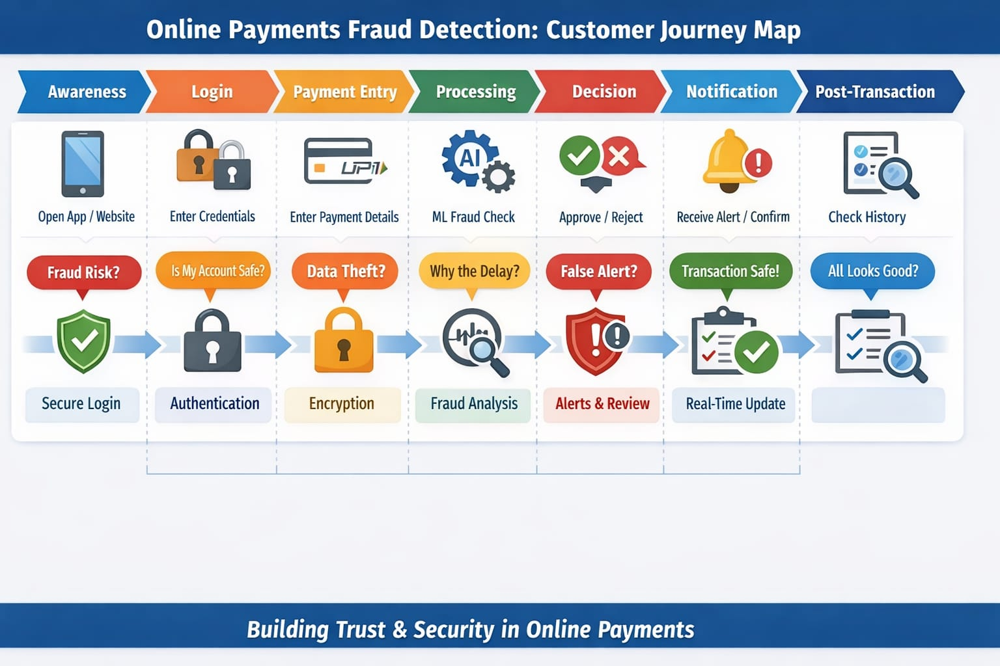 Online Payments Fraud Detection: Customer Journey Map
Awareness
Login
Payment Entry
Processing
Decision
Notification
Post-Transaction
UPI
AI
Open App / Website
Enter Credentials
Enter Payment Details
ML Fraud Check
Approve / Reject
Receive Alert / Confirm
Check History
Fraud Risk?
Is My Account Safe?
Data Theft?
Why the Delay?
False Alert?
Transaction Safe!
All Looks Good?
Secure Login
Authentication
Encryption
Fraud Analysis
Alerts & Review
Real-Time Update
Building Trust & Security in Online Payments